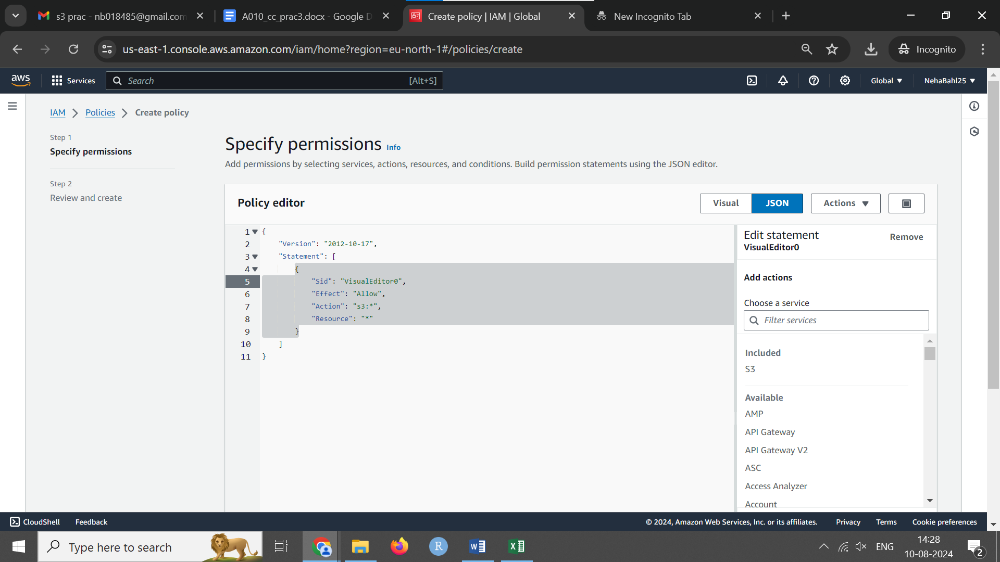 s3 prac - nb018485@gmail.com
A010_cc_prac3.docx - Google D
Create policy | IAM | Global
New Incognito Tab
us-east-1.console.aws.amazon.com/iam/home?region=eu-north-1#/policies/create
Incognito
aws
Services
Search
[Alt+S]
Global
NehaBahl25
IAM
Policies
Create policy
Step 1
Specify permissions
Step 2
Review and create
Specify permissions Info
Add permissions by selecting services, actions, resources, and conditions. Build permission statements using the JSON editor.
Policy editor
Visual
JSON
Actions
1 {
2 "Version": "2012-10-17",
3 "Statement": [
4 {
5 "Sid": "VisualEditor0",
6 "Effect": "Allow",
7 "Action": "s3:*",
8 "Resource": "*"
9 }
10 ]
11 }
Edit statement
VisualEditor0
Remove
Add actions
Choose a service
Filter services
Included
S3
Available
AMP
API Gateway
API Gateway V2
ASC
Access Analyzer
Account
CloudShell
Feedback
© 2024, Amazon Web Services, Inc. or its affiliates.
Privacy
Terms
Cookie preferences
Type here to search
R
W
X
ENG
14:28
10-08-2024
2